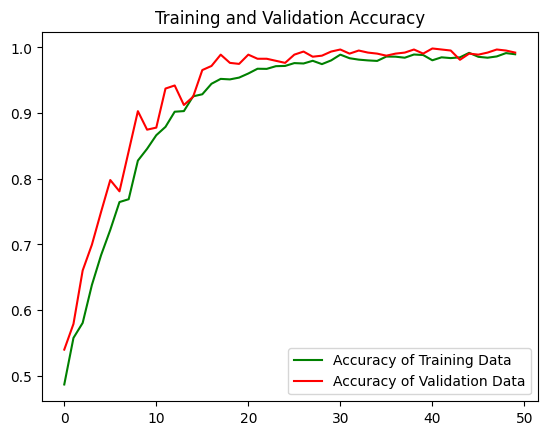 Training and Validation Accuracy
1.0
0.9
0.8
0.7
0.6
0.5
0 10 20 30 40 50
Accuracy of Training Data
Accuracy of Validation Data